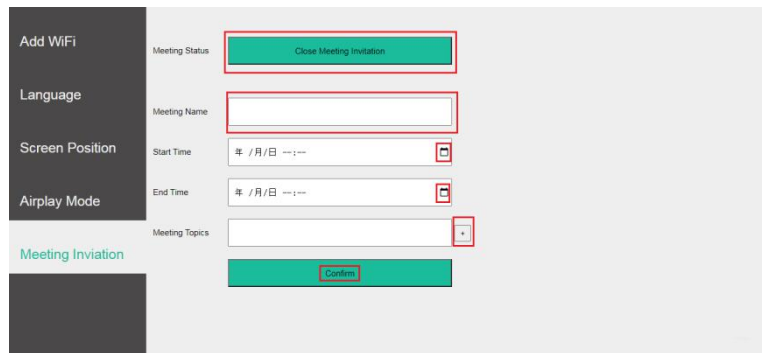 Add WiFi
Language
Screen Position
Airplay Mode
Meeting Inviation
Meeting Status
Close Meeting Invitation
Meeting Name
Start Time
年 /月/日 --:--
End Time
年 /月/日 --:--
Meeting Topics
+
Confirm